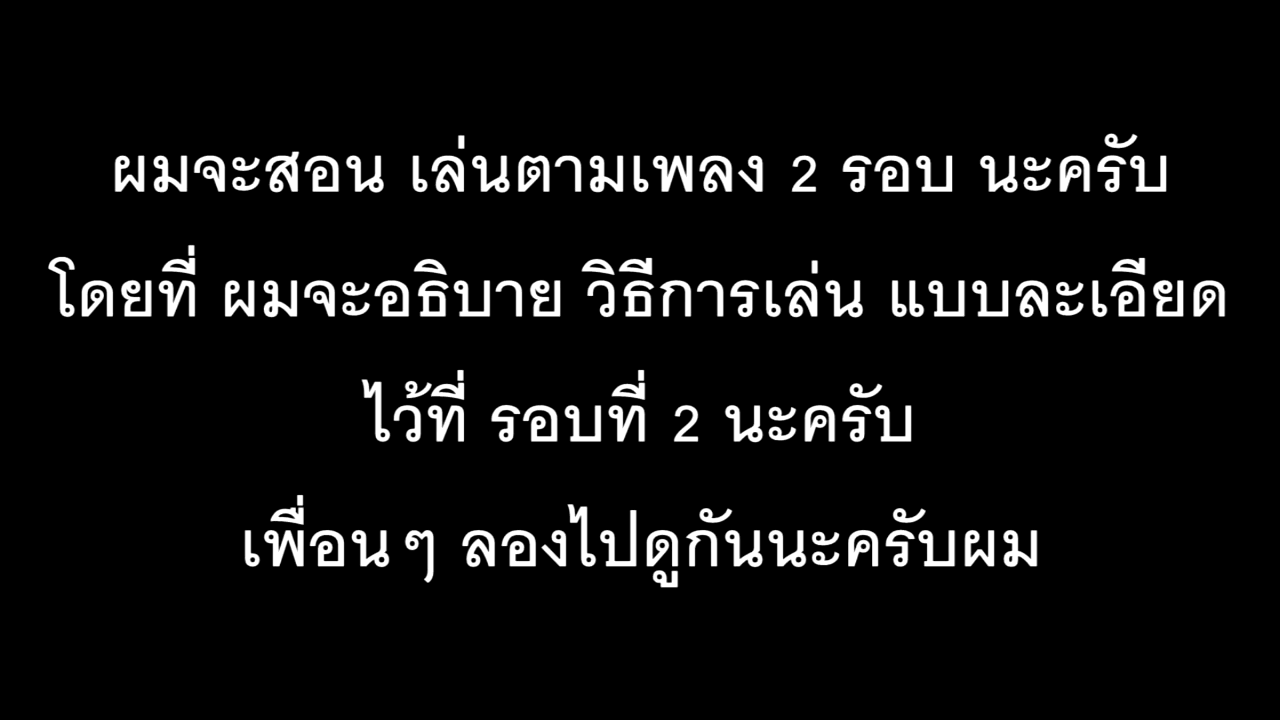 ผมจะสอน เล่นตามเพลง 2 รอบ นะครับ
โดยที่ ผมจะอธิบาย วิธีการเล่น แบบละเอียด
ไว้ที่ รอบที่ 2 นะครับ
เพื่อนๆ ลองไปดูกันนะครับผม